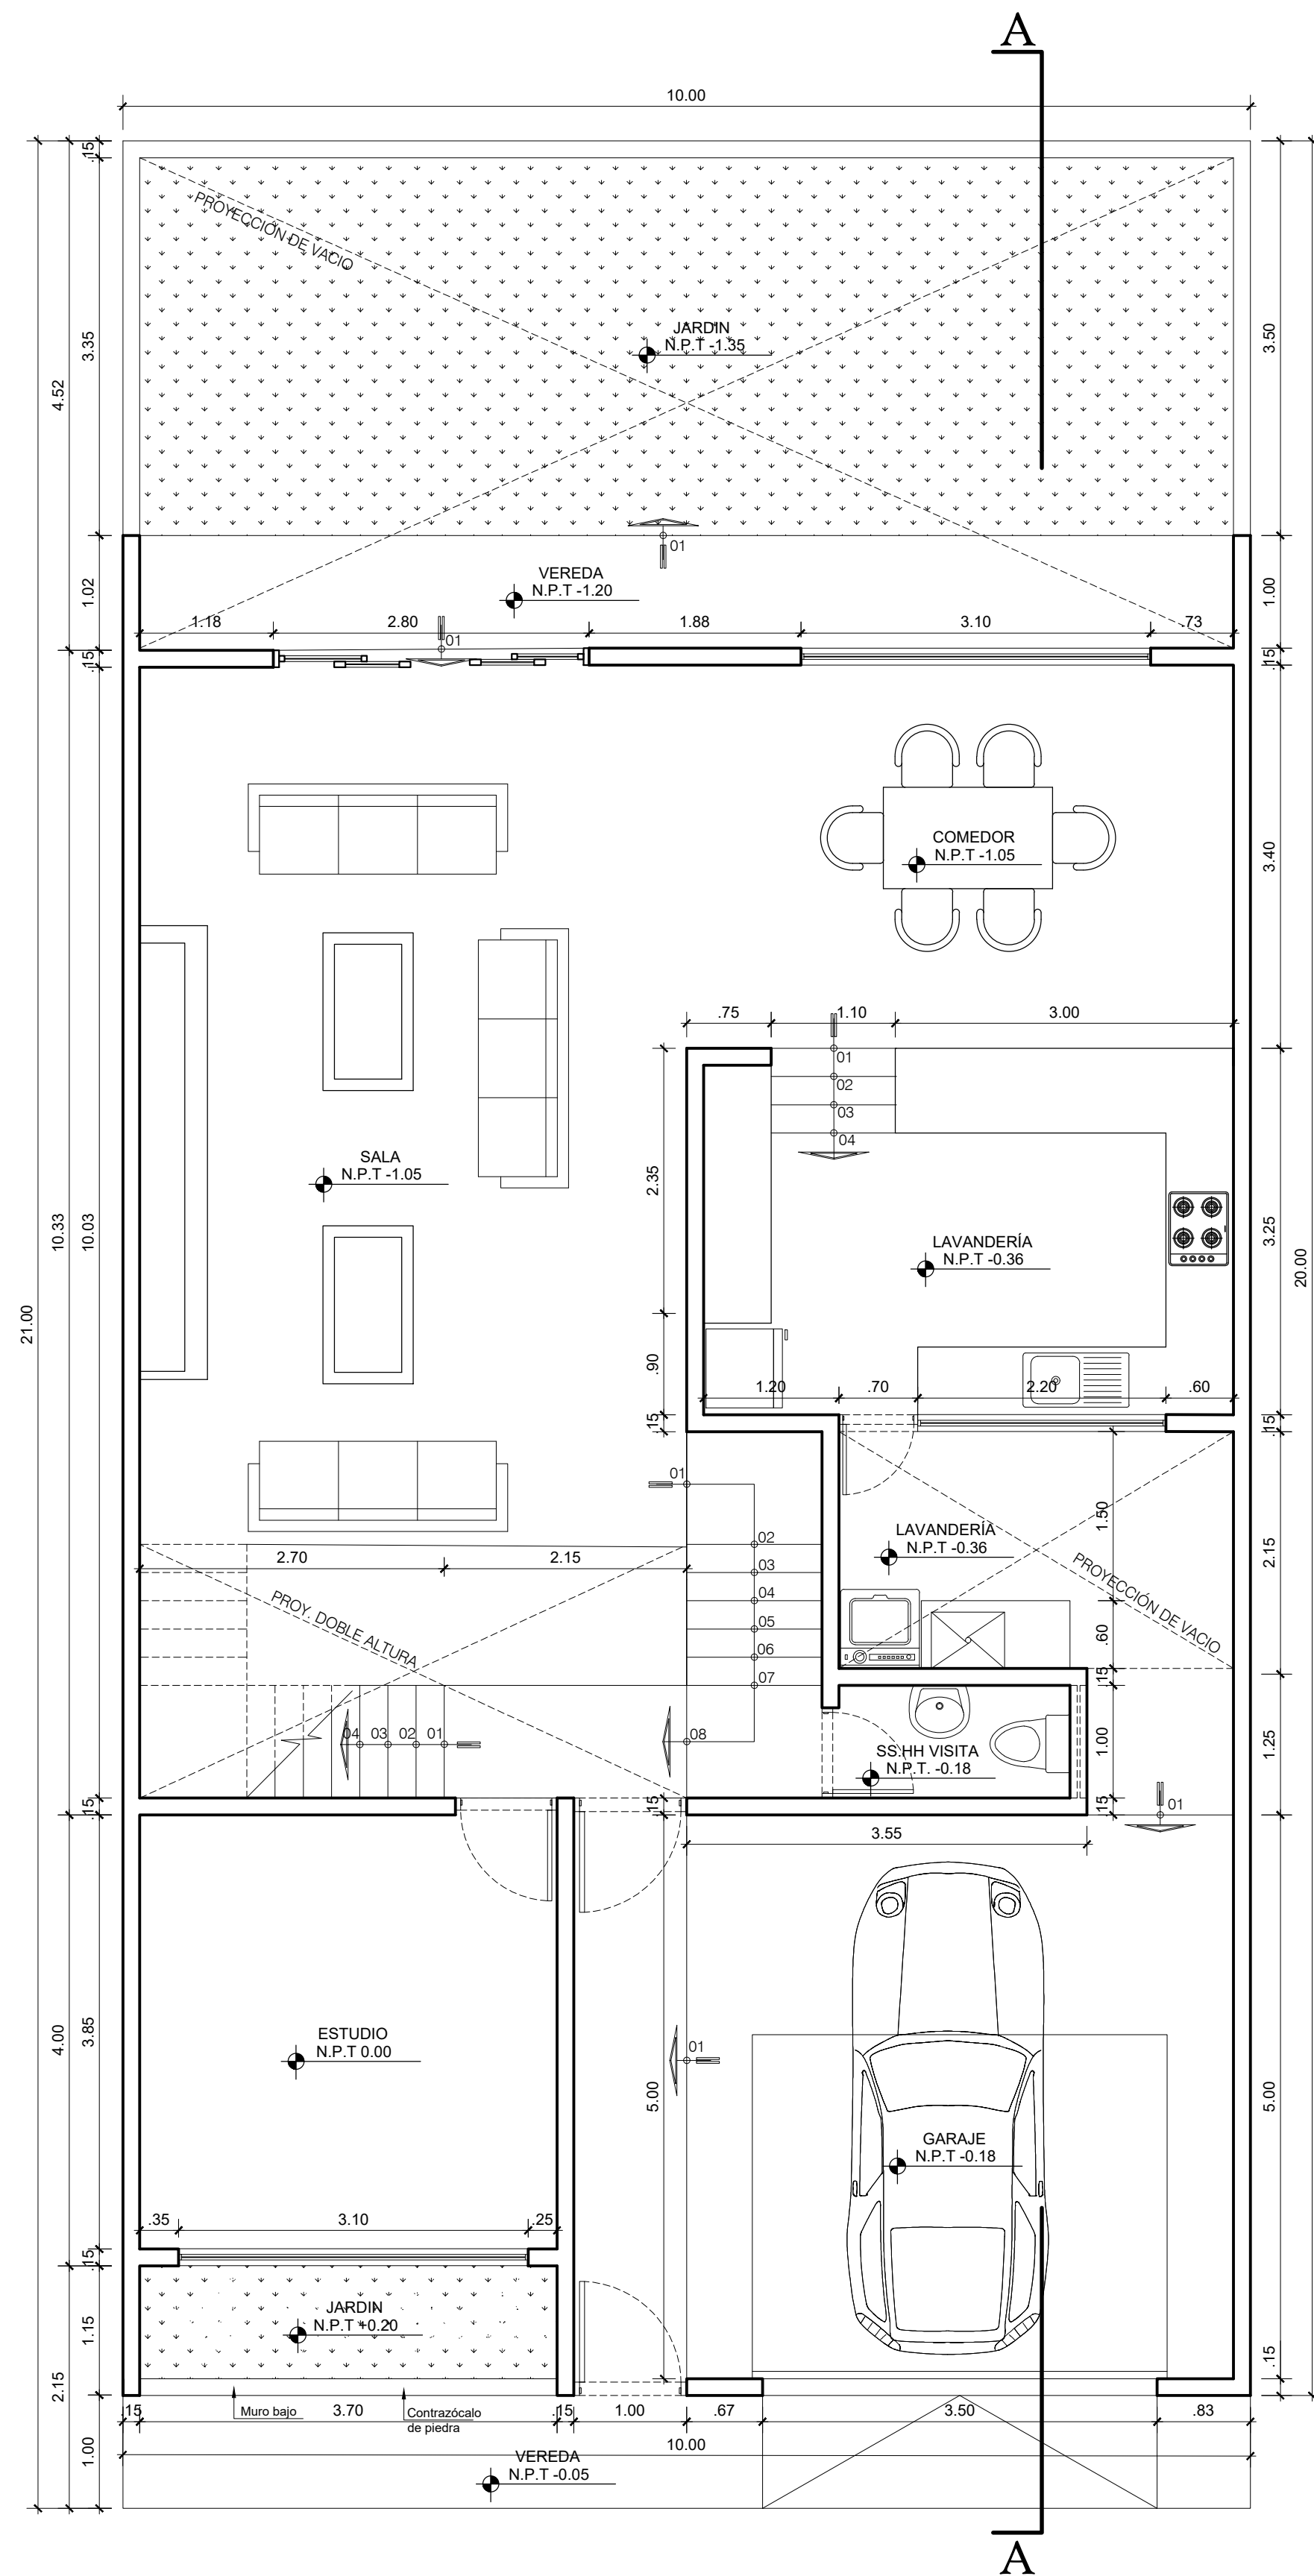 A
10.00
.15
PROYECCIÓN DE VACIO
JARDIN
N.P.T -1.35
3.35
4.52
3.50
01
VEREDA
N.P.T -1.20
1.02
1.00
1.18
2.80
01
1.88
3.10
.73
.15
.15
COMEDOR
N.P.T -1.05
3.40
.75
1.10
3.00
01
02
03
04
SALA
N.P.T -1.05
2.35
LAVANDERÍA
N.P.T -0.36
3.25
10.33
10.03
21.00
20.00
.90
1.20
.70
2.20
.60
.15
.15
01
1.50
LAVANDERÍA
N.P.T -0.36
2.15
PROYECCIÓN DE VACIO
02
03
04
05
06
07
2.70
2.15
PROY. DOBLE ALTURA
.60
.15
04
03
02
01
08
SS.HH VISITA
N.P.T. -0.18
1.00
1.25
.15
.15
.15
01
3.55
ESTUDIO
N.P.T 0.00
4.00
3.85
01
5.00
5.00
GARAJE
N.P.T -0.18
.35
3.10
.25
.15
JARDIN
N.P.T +0.20
1.15
2.15
.15
.15
Muro bajo
3.70
Contrazócalo
de piedra
.15
1.00
.67
3.50
.83
1.00
10.00
VEREDA
N.P.T -0.05
A